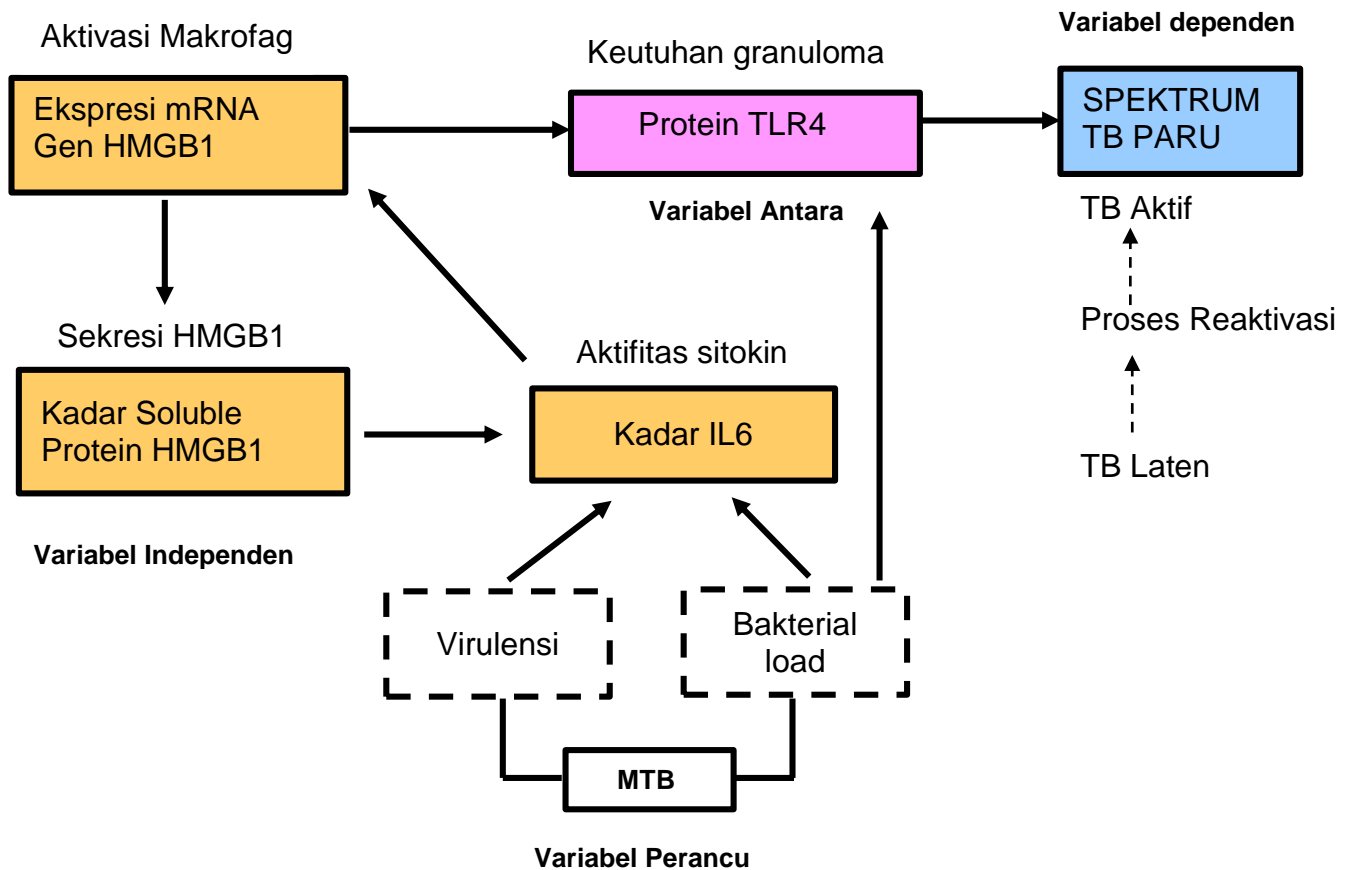 Variabel dependen
Aktivasi Makrofag
Keutuhan granuloma
Ekspresi mRNA
Gen HMGB1
Protein TLR4
SPEKTRUM
TB PARU
Variabel Antara
TB Aktif
Proses Reaktivasi
TB Laten
Sekresi HMGB1
Aktifitas sitokin
Kadar Soluble
Protein HMGB1
Kadar IL6
Variabel Independen
Virulensi
Bakterial
load
MTB
Variabel Perancu